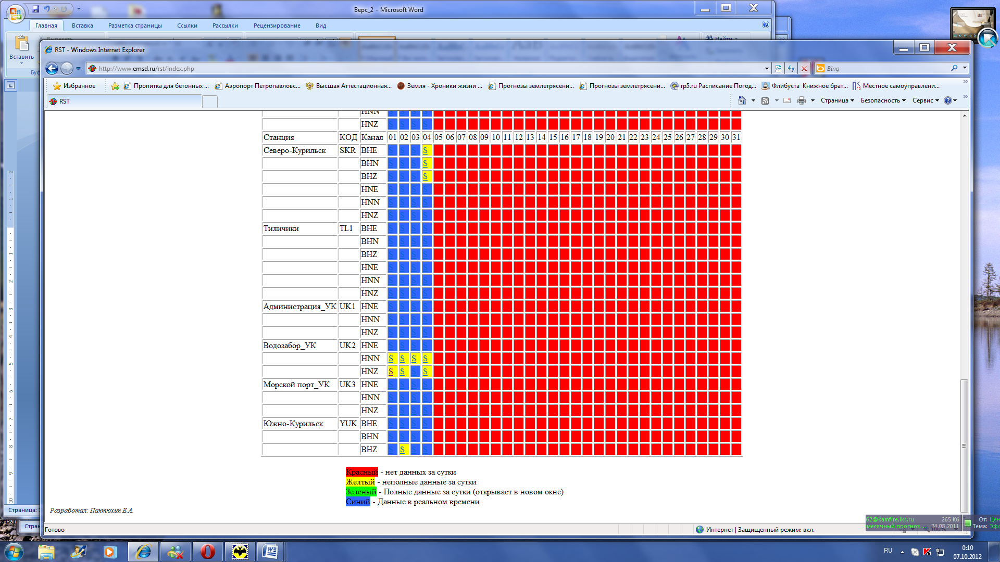 Верс_2 - Microsoft Word
Главная Вставка Разметка страницы Ссылки Рассылки Рецензирование Вид
Вставить
RST - Windows Internet Explorer
http://www.emsd.ru/rst/index.php
Bing
Избранное Пропитка для бетонных ... Аэропорт Петропавловс... Высшая Аттестационная... Земля - Хроники жизни ... Прогнозы землетрясени... Прогнозы землетрясени... rp5.ru Расписание Погод... Флибуста Книжное брат... Местное самоуправлени...
RST
Страница Безопасность Сервис
HNN S S S S
HNZ S S S S
Станция КОД Канал 01 02 03 04 05 06 07 08 09 10 11 12 13 14 15 16 17 18 19 20 21 22 23 24 25 26 27 28 29 30 31
Северо-Курильск SKR BHE S S S S
BHN S S S S
BHZ S S S S
HNE S S S S
HNN S S S S
HNZ S S S S
Тиличики TL1 BHE S S S S
BHN S S S S
BHZ S S S S
HNE S S S S
HNN S S S S
HNZ S S S S
Администрация_УК UK1 HNE S S S S
HNN S S S S
HNZ S S S S
Водозабор_УК UK2 HNE S S S S
HNN S S S S
HNZ S S S S
Морской порт_УК UK3 HNE S S S S
HNN S S S S
HNZ S S S S
Южно-Курильск YUK BHE S S S S
BHN S S S S
BHZ S S S S
Красный - нет данных за сутки
Желтый - неполные данные за сутки
Зеленый - Полные данные за сутки (открывает в новом окне)
Синий - Данные в реальном времени
Разработал: Пантюхин Е.А.
Страница:
62@kamfire.iks.ru 265 Кб От: Цен
емесячный прогноз ... 24.08.2011 Тема: Эфо
Готово
Интернет | Защищенный режим: вкл.
RU
0:10
07.10.2012